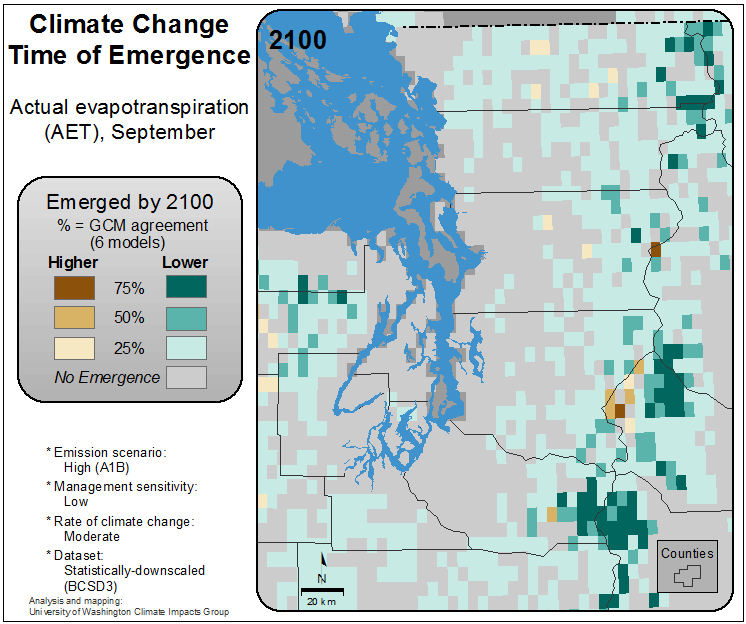 Climate Change
Time of Emergence
Actual evapotranspiration
(AET), September
Emerged by 2100
% = GCM agreement
(6 models)
Higher Lower
75%
50%
25%
No Emergence
* Emission scenario:
High (A1B)
* Management sensitivity:
Low
* Rate of climate change:
Moderate
* Dataset:
Statistically-downscaled
(BCSD3)
Analysis and mapping:
University of Washington Climate Impacts Group
2100
N
20 km
Counties